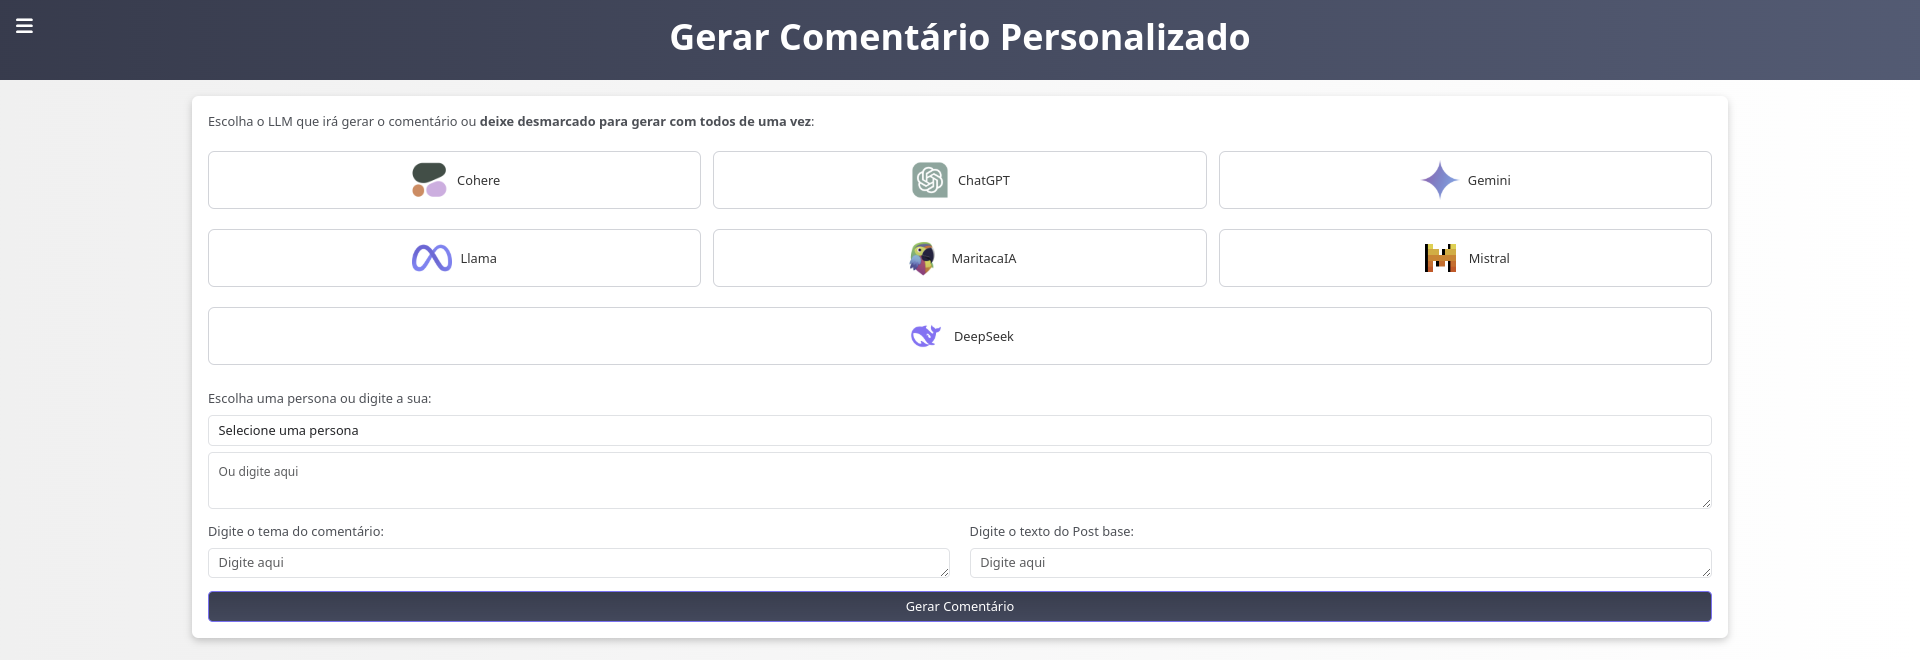 Gerar Comentário Personalizado
Escolha o LLM que irá gerar o comentário ou deixe desmarcado para gerar com todos de uma vez:
Cohere
ChatGPT
Gemini
Llama
MaritacaIA
Mistral
DeepSeek
Escolha uma persona ou digite a sua:
Selecione uma persona
Ou digite aqui
Digite o tema do comentário:
Digite o texto do Post base:
Digite aqui
Digite aqui
Gerar Comentário